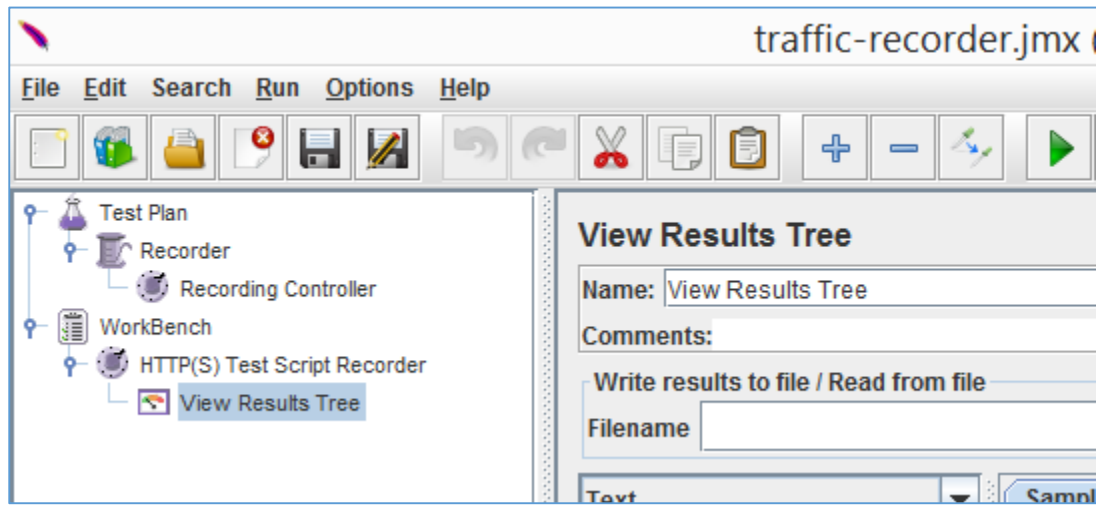 traffic-recorder.jmx (
File Edit Search Run Options Help
Test Plan
Recorder
Recording Controller
WorkBench
HTTP(S) Test Script Recorder
View Results Tree
View Results Tree
Name: View Results Tree
Comments:
Write results to file / Read from file
Filename
Text
Sampl